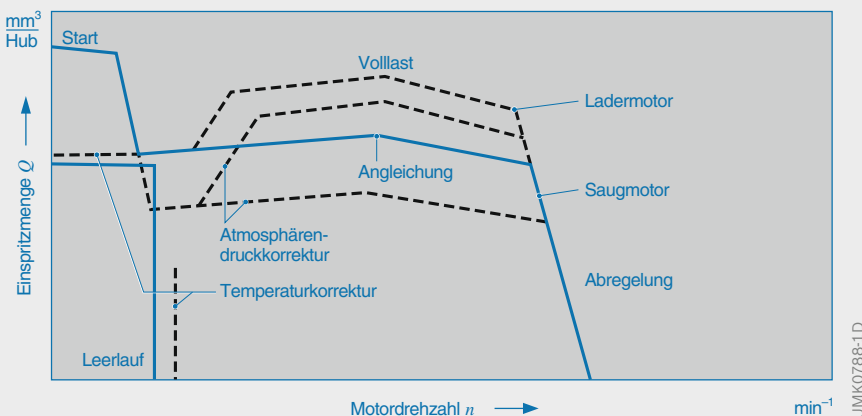 mm³
Hub
Start
Volllast
Ladermotor
Angleichung
Saugmotor
Einspritzmenge Q
Atmosphären-
druckkorrektur
Temperaturkorrektur
Abregelung
Leerlauf
Motordrehzahl n
min⁻¹
UMK0788-1D